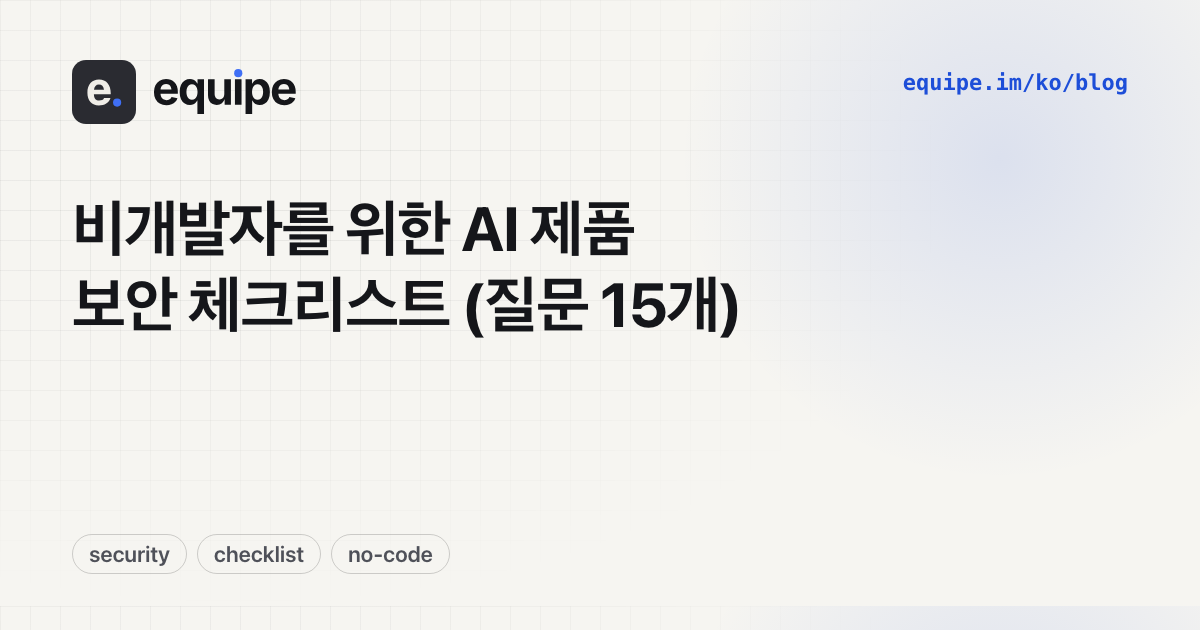 e. equipe
equipe.im/ko/blog
비개발자를 위한 AI 제품
보안 체크리스트 (질문 15개)
security checklist no-code